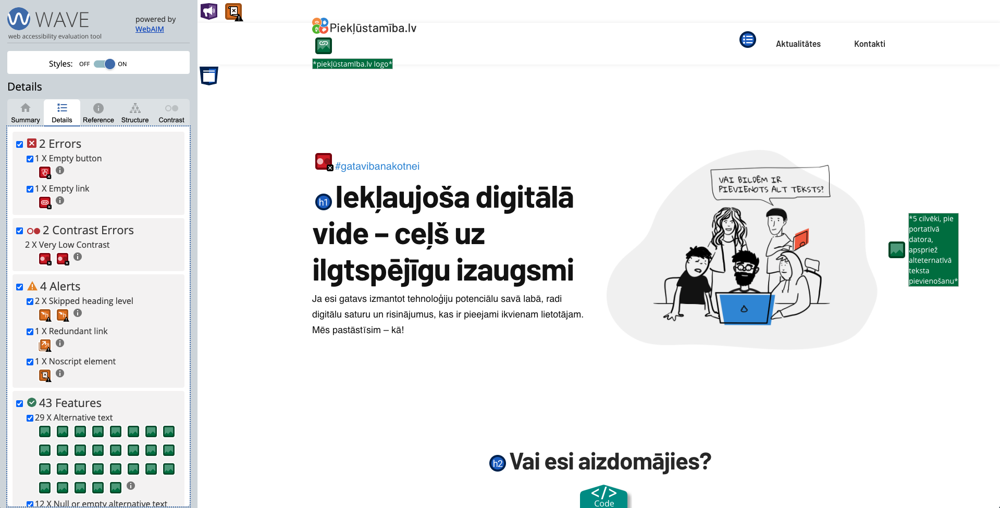 WAVE
powered by
WebAIM
web accessibility evaluation tool
Styles: OFF ON
Details
Summary Details Reference Structure Contrast
2 Errors
1 X Empty button
1 X Empty link
2 Contrast Errors
2 X Very Low Contrast
4 Alerts
2 X Skipped heading level
1 X Redundant link
1 X Noscript element
43 Features
29 X Alternative text
12 X Null or empty alternative text
Piekļūstamība.lv
*piekļūstamība.lv logo*
Aktualitātes Kontakti
#gatavibanakotnei
h1 Iekļaujoša digitālā
vide – ceļš uz
ilgtspējīgu izaugsmi
Ja esi gatavs izmantot tehnoloģiju potenciālu savā labā, radi
digitālu saturu un risinājumus, kas ir pieejami ikvienam lietotājam.
Mēs pastāstīsim – kā!
VAI BILDĒM IR
PIEVIENOTS ALT TEKSTS?
*5 cilvēki, pie
portatīvā
datora,
apspriež
alteternatīvā
teksta
pievienošanu*
h2 Vai esi aizdomājies?
</>
Code